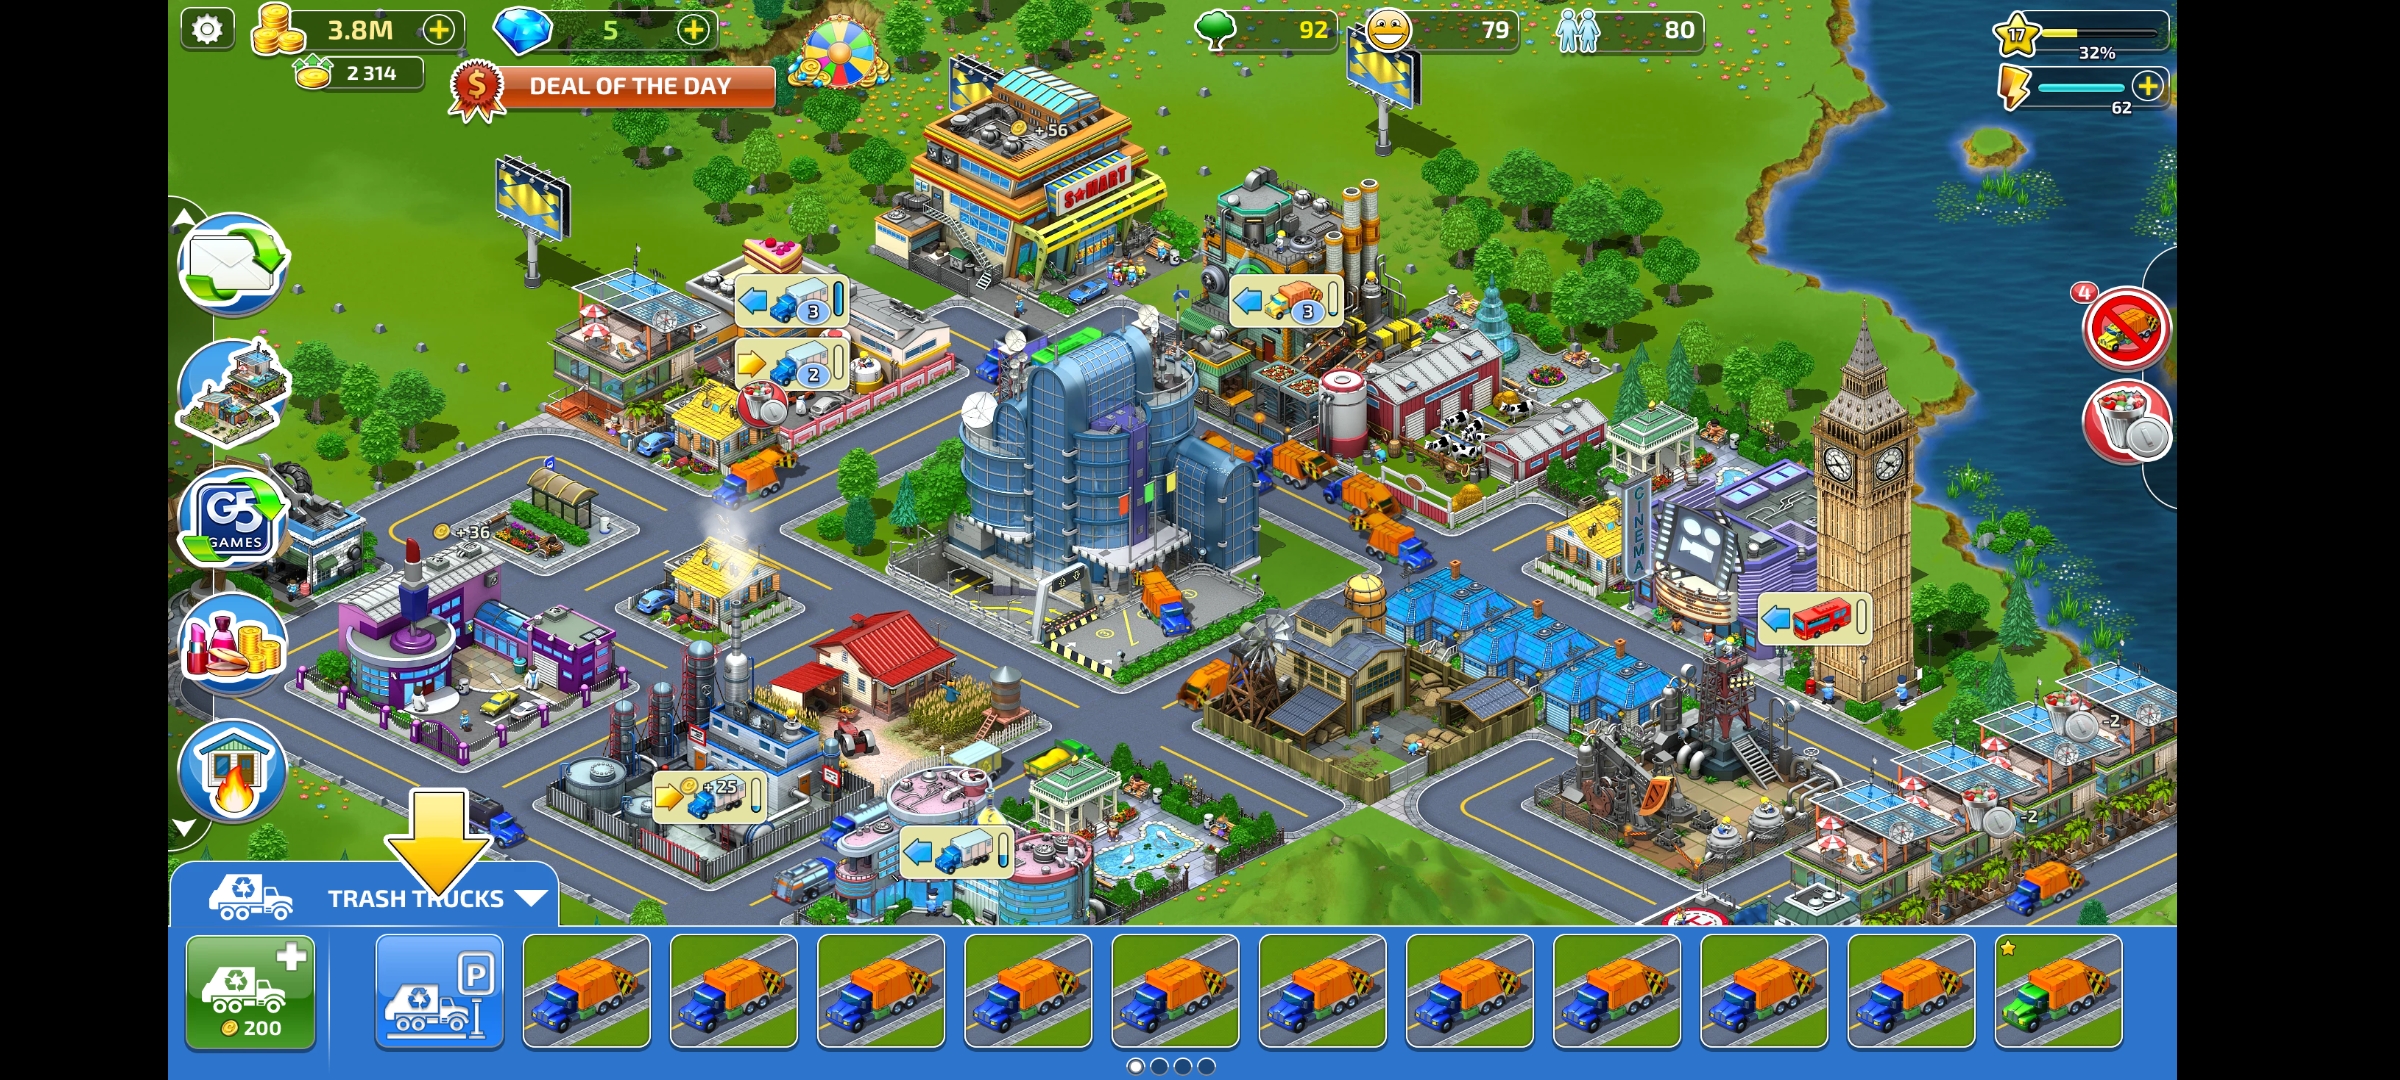 3.8M
5
92
79
80
17
32%
2 314
DEAL OF THE DAY
62
+56
S★MART
3
3
2
4
G5
GAMES
+36
CINEMA
-2
+25
-2
TRASH TRUCKS
P
200